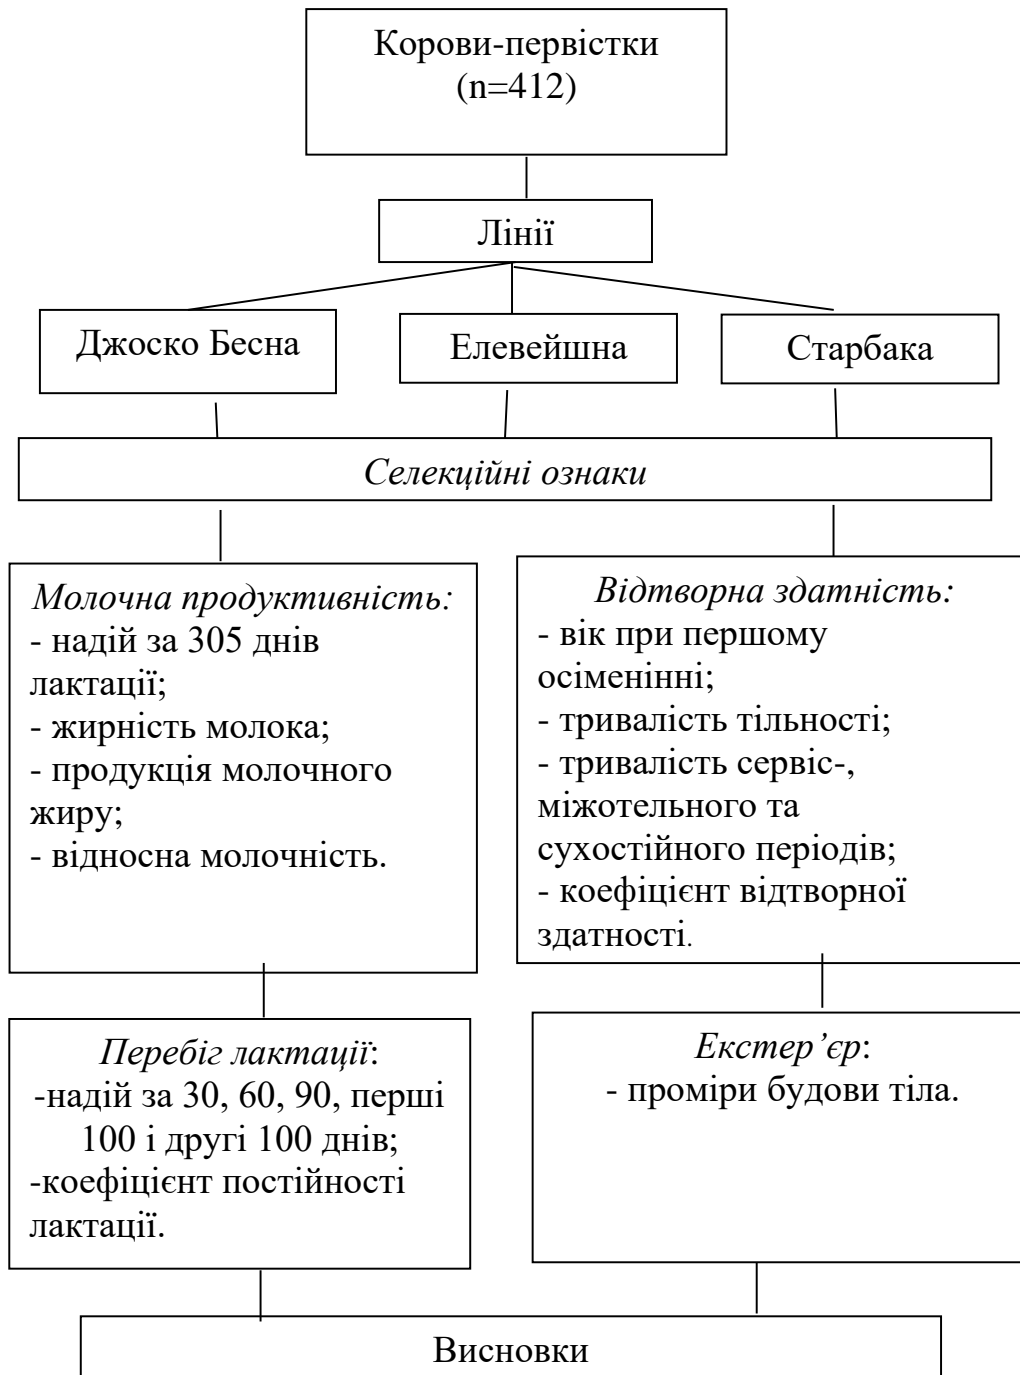 Корови-первістки
(n=412)
Лінії
Джоско Бесна
Елевейшна
Старбака
Селекційні ознаки
Молочна продуктивність:
- надій за 305 днів
лактації;
- жирність молока;
- продукція молочного
жиру;
- відносна молочність.
Відтворна здатність:
- вік при першому
осіменінні;
- тривалість тільності;
- тривалість сервіс-,
міжотельного та
сухостійного періодів;
- коефіцієнт відтворної
здатності.
Перебіг лактації:
-надій за 30, 60, 90, перші
100 і другі 100 днів;
-коефіцієнт постійності
лактації.
Екстер’єр:
- проміри будови тіла.
Висновки